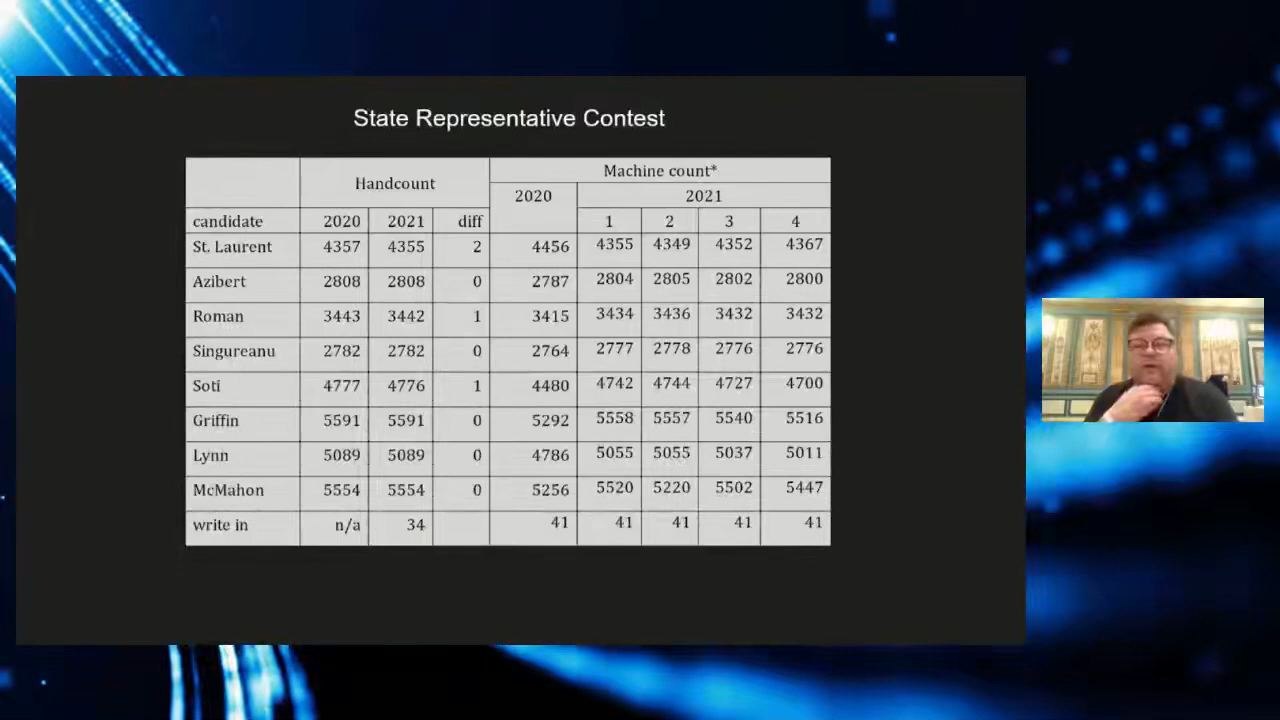 State Representative Contest
Handcount Machine count*
2020 2021
candidate 2020 2021 diff 1 2 3 4
St. Laurent 4357 4355 2 4456 4355 4349 4352 4367
Azibert 2808 2808 0 2787 2804 2805 2802 2800
Roman 3443 3442 1 3415 3434 3436 3432 3432
Singureanu 2782 2782 0 2764 2777 2778 2776 2776
Soti 4777 4776 1 4480 4742 4744 4727 4700
Griffin 5591 5591 0 5292 5558 5557 5540 5516
Lynn 5089 5089 0 4786 5055 5055 5037 5011
McMahon 5554 5554 0 5256 5520 5220 5502 5447
write in n/a 34 41 41 41 41 41